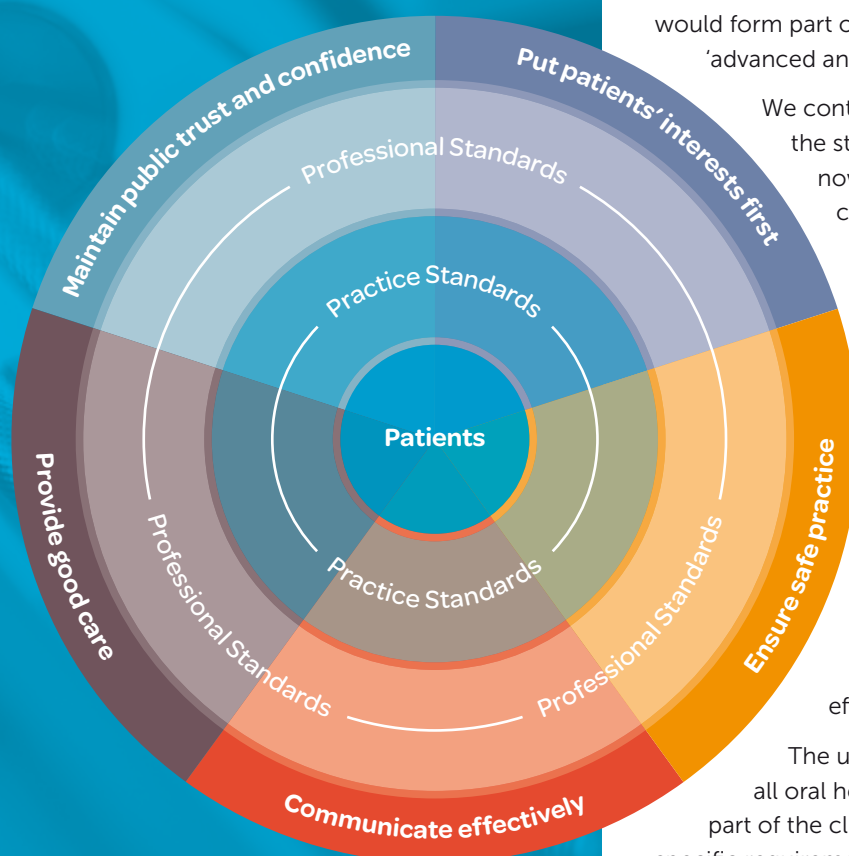 would form part o
'advanced an
We cont
the st
nov
c
Maintain public trust and confidence
Put patients' interests first
Professional Standards
Practice Standards
Patients
Provide good care
Ensure safe practice
Practice Standards
Professional Standards
Professional Standards
Communicate effectively
ef
The u
all oral he
part of the cl